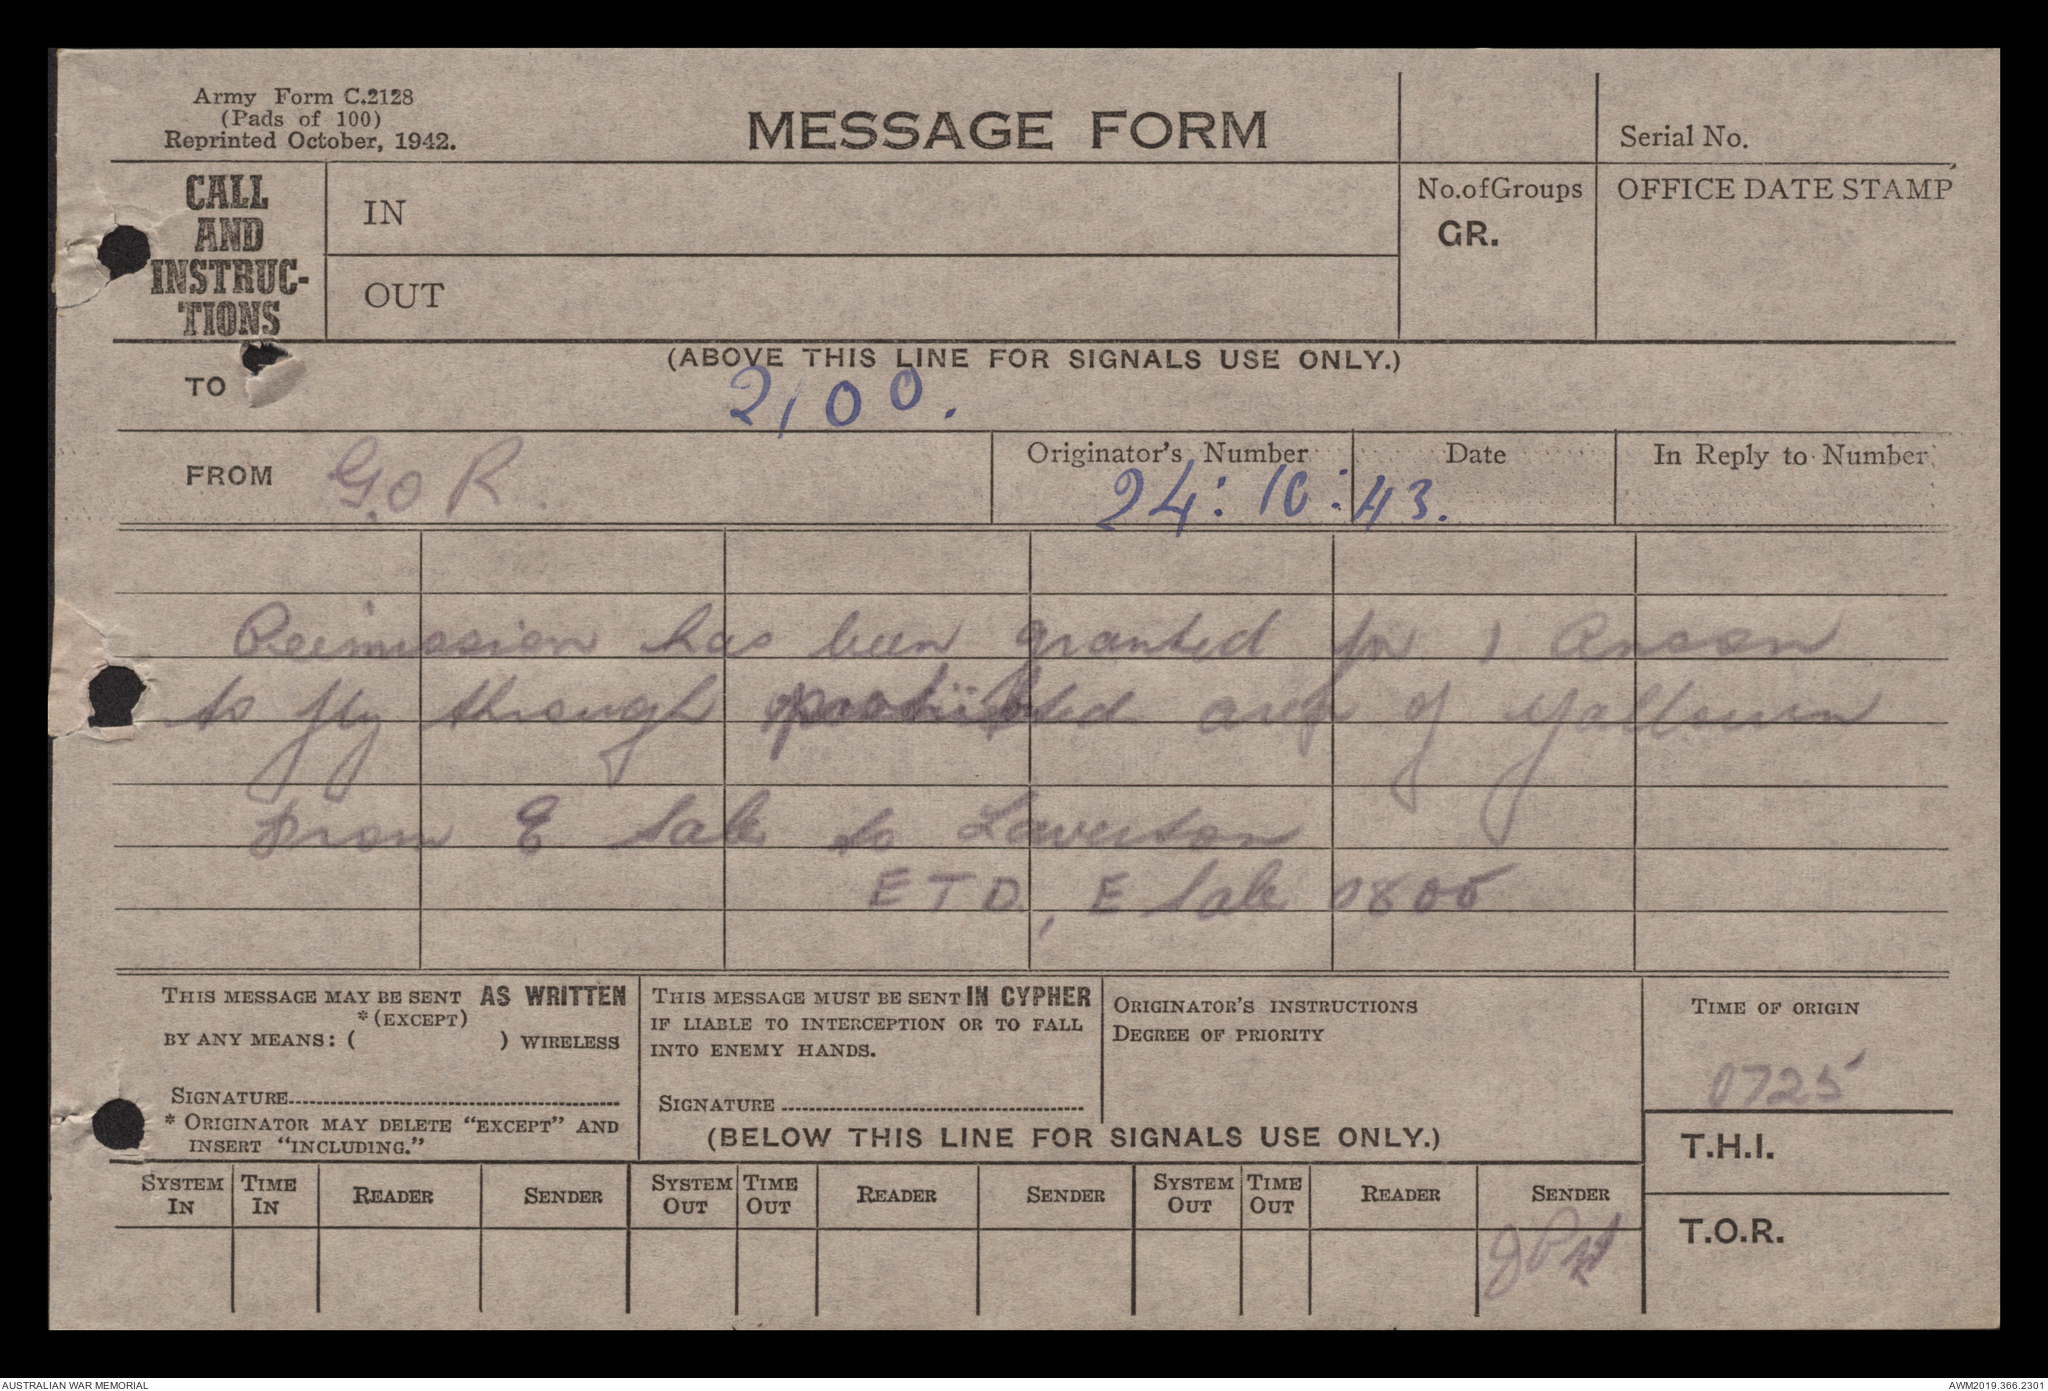 Army Form C.2128
(Pads of 100)
Reprinted October, 1942.
MESSAGE FORM
Serial No.
CALL
AND
INSTRUC-
TIONS
IN
OUT
No. of Groups
GR.
OFFICE DATE STAMP
(ABOVE THIS LINE FOR SIGNALS USE ONLY.)
TO
2100.
FROM G.O R.
Originator's Number
Date
In Reply to Number
24: 10: 43.
Peimission has been granted for 1 Anson
to fly through prohibited area of Yallourn
from E Sale to Laverton
ETD, E Sale 0800
THIS MESSAGE MAY BE SENT AS WRITTEN
*(EXCEPT)
BY ANY MEANS: ( ) WIRELESS
SIGNATURE
* ORIGINATOR MAY DELETE "EXCEPT" AND
INSERT "INCLUDING."
THIS MESSAGE MUST BE SENT IN CYPHER
IF LIABLE TO INTERCEPTION OR TO FALL
INTO ENEMY HANDS.
SIGNATURE
ORIGINATOR'S INSTRUCTIONS
DEGREE OF PRIORITY
TIME OF ORIGIN
0725
(BELOW THIS LINE FOR SIGNALS USE ONLY.)
T.H.I.
T.O.R.
SYSTEM IN
TIME IN
READER
SENDER
SYSTEM OUT
TIME OUT
READER
SENDER
SYSTEM OUT
TIME OUT
READER
SENDER
AUSTRALIAN WAR MEMORIAL
AWM2019.366.2301